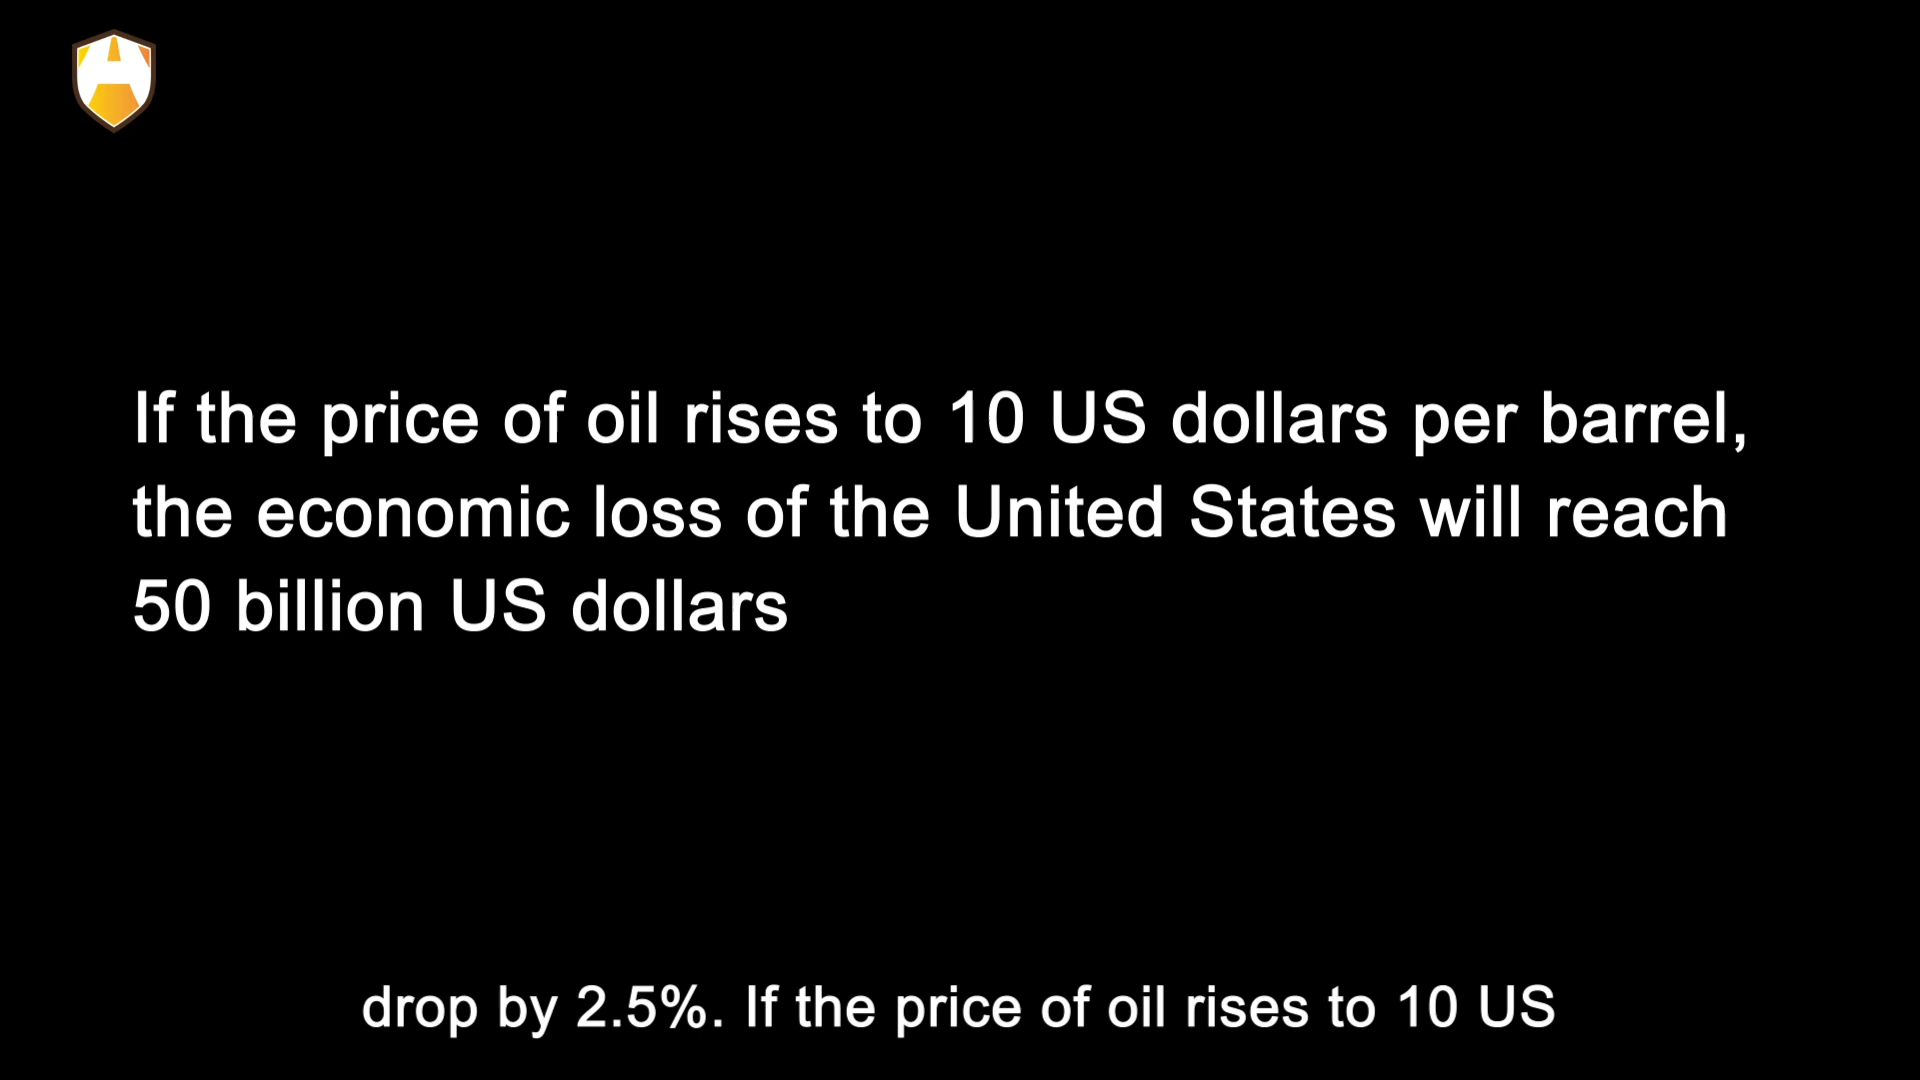 If the price of oil rises to 10 US dollars per barrel,
the economic loss of the United States will reach
50 billion US dollars
drop by 2.5%. If the price of oil rises to 10 US